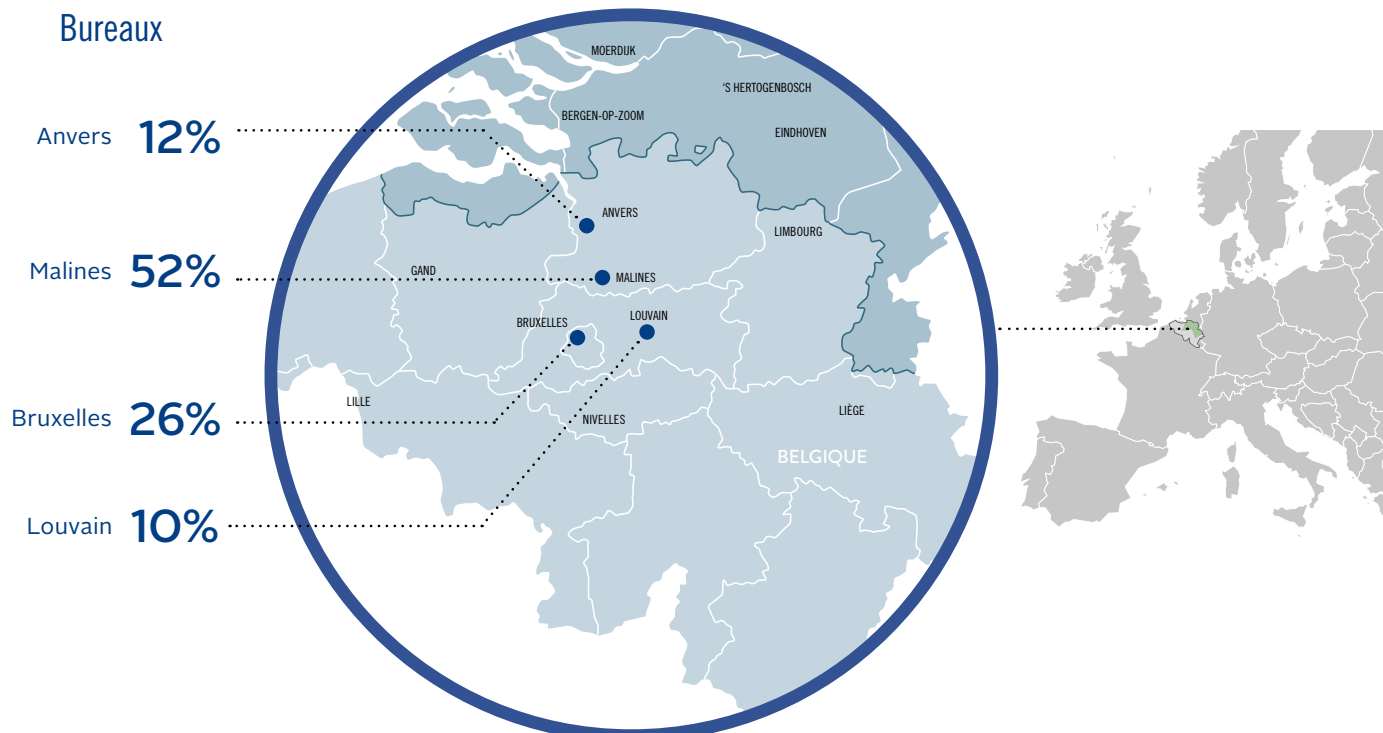 Bureaux
Anvers 12%
Malines 52%
Bruxelles 26%
Louvain 10%
MOERDIJK
'S HERTOGENBOSCH
BERGEN-OP-ZOOM
EINDHOVEN
ANVERS
LIMBOURG
GAND
MALINES
BRUXELLES
LOUVAIN
LILLE
NIVELLES
LIÈGE
BELGIQUE